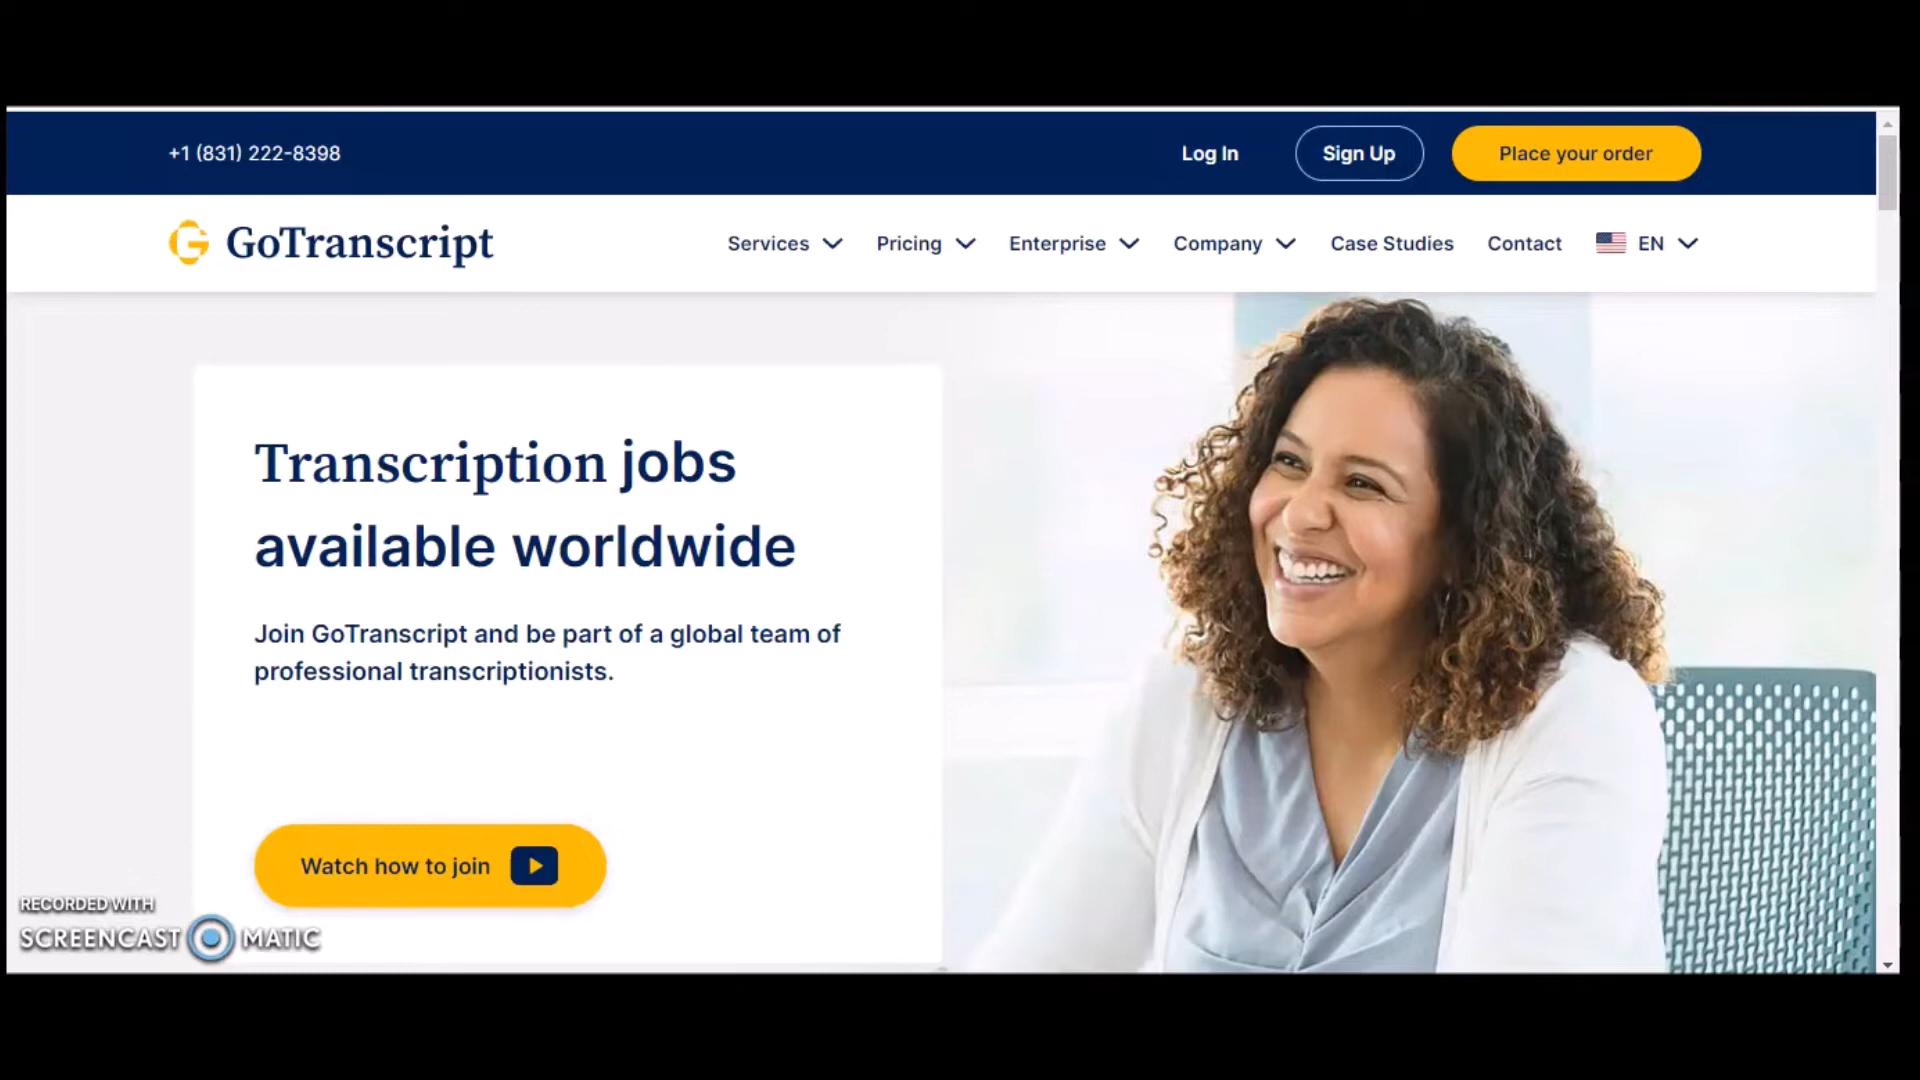 +1 (831) 222-8398
Log In
Sign Up
Place your order
GoTranscript
Services
Pricing
Enterprise
Company
Case Studies
Contact
EN
Transcription jobs
available worldwide
Join GoTranscript and be part of a global team of
professional transcriptionists.
Watch how to join
RECORDED WITH
SCREENCAST MATIC